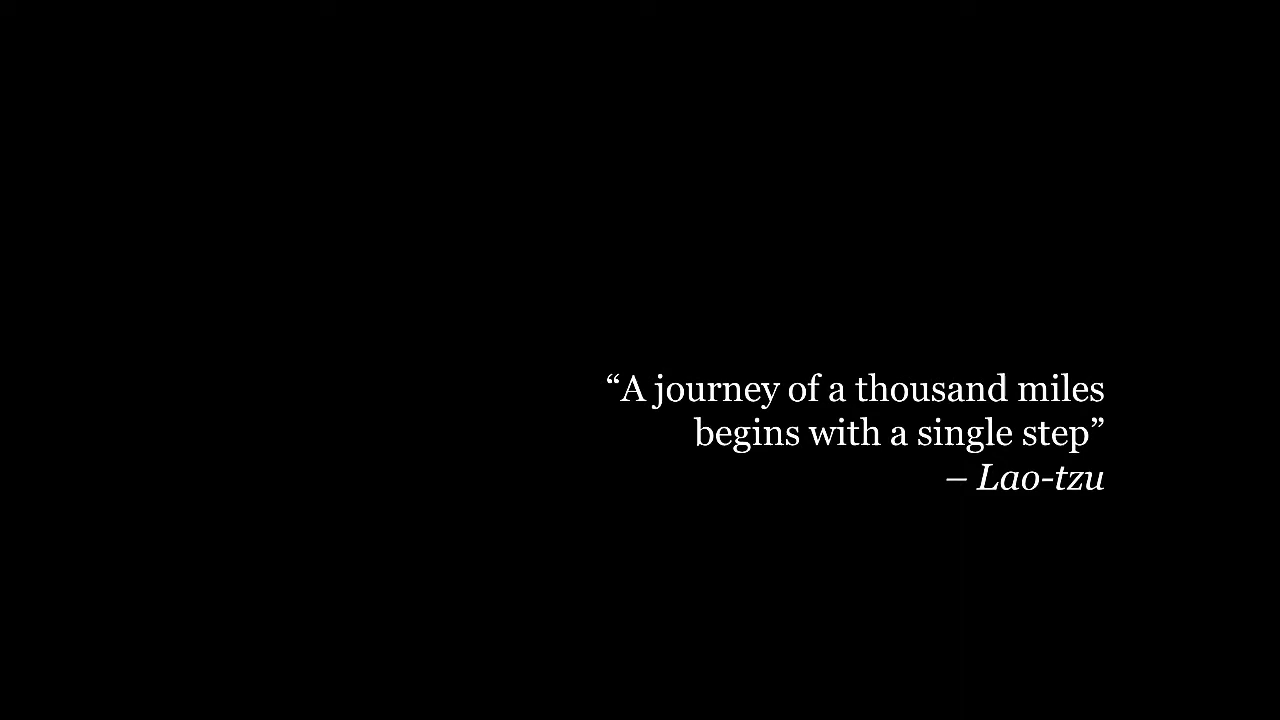 “A journey of a thousand miles
begins with a single step”
– Lao-tzu